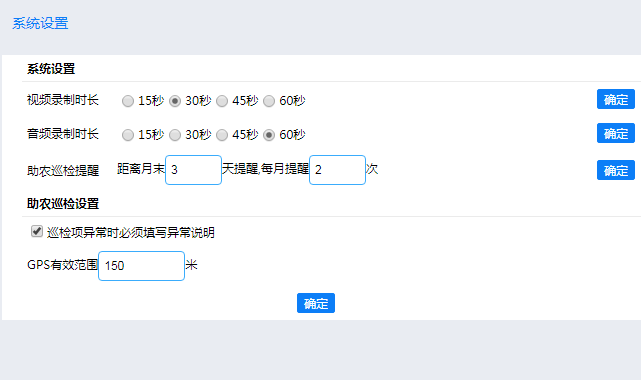 系统设置
系统设置
视频录制时长 15秒 30秒 45秒 60秒 确定
音频录制时长 15秒 30秒 45秒 60秒 确定
助农巡检提醒 距离月末 3 天提醒,每月提醒 2 次 确定
助农巡检设置
巡检项异常时必须填写异常说明
GPS有效范围 150 米
确定